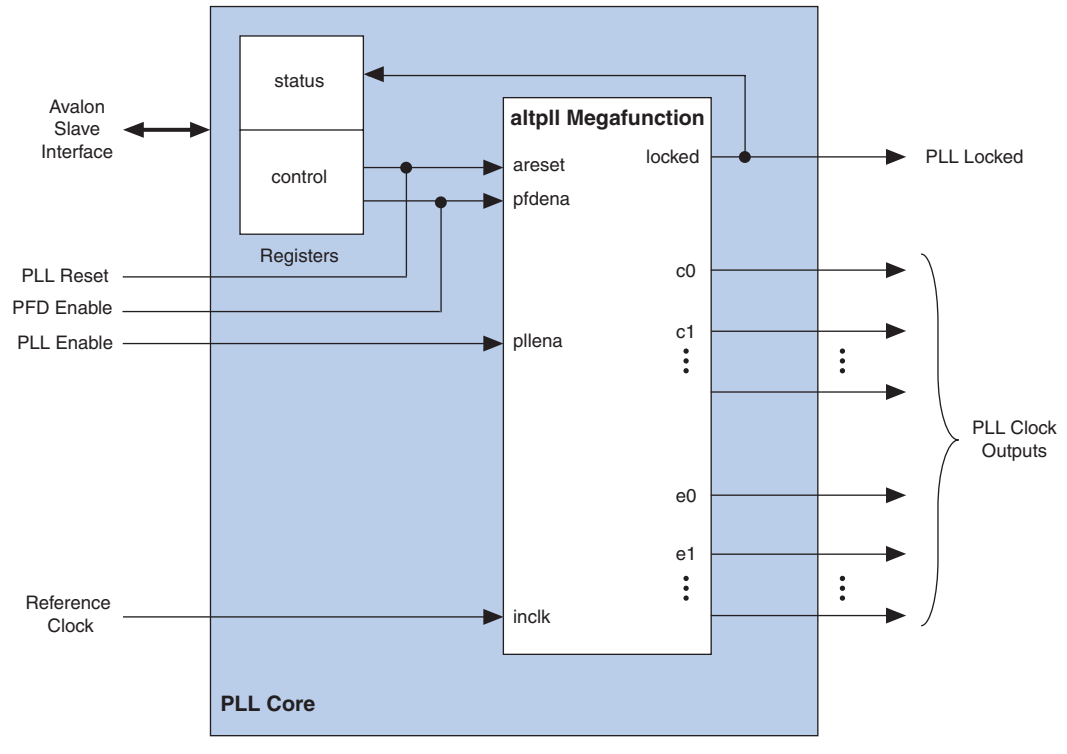 status
Avalon
Slave
Interface
control
Registers
PLL Reset
PFD Enable
PLL Enable
Reference
Clock
altpll Megafunction
areset
pfdena
pllena
inclk
locked
c0
c1
e0
e1
PLL Locked
PLL Clock
Outputs
PLL Core